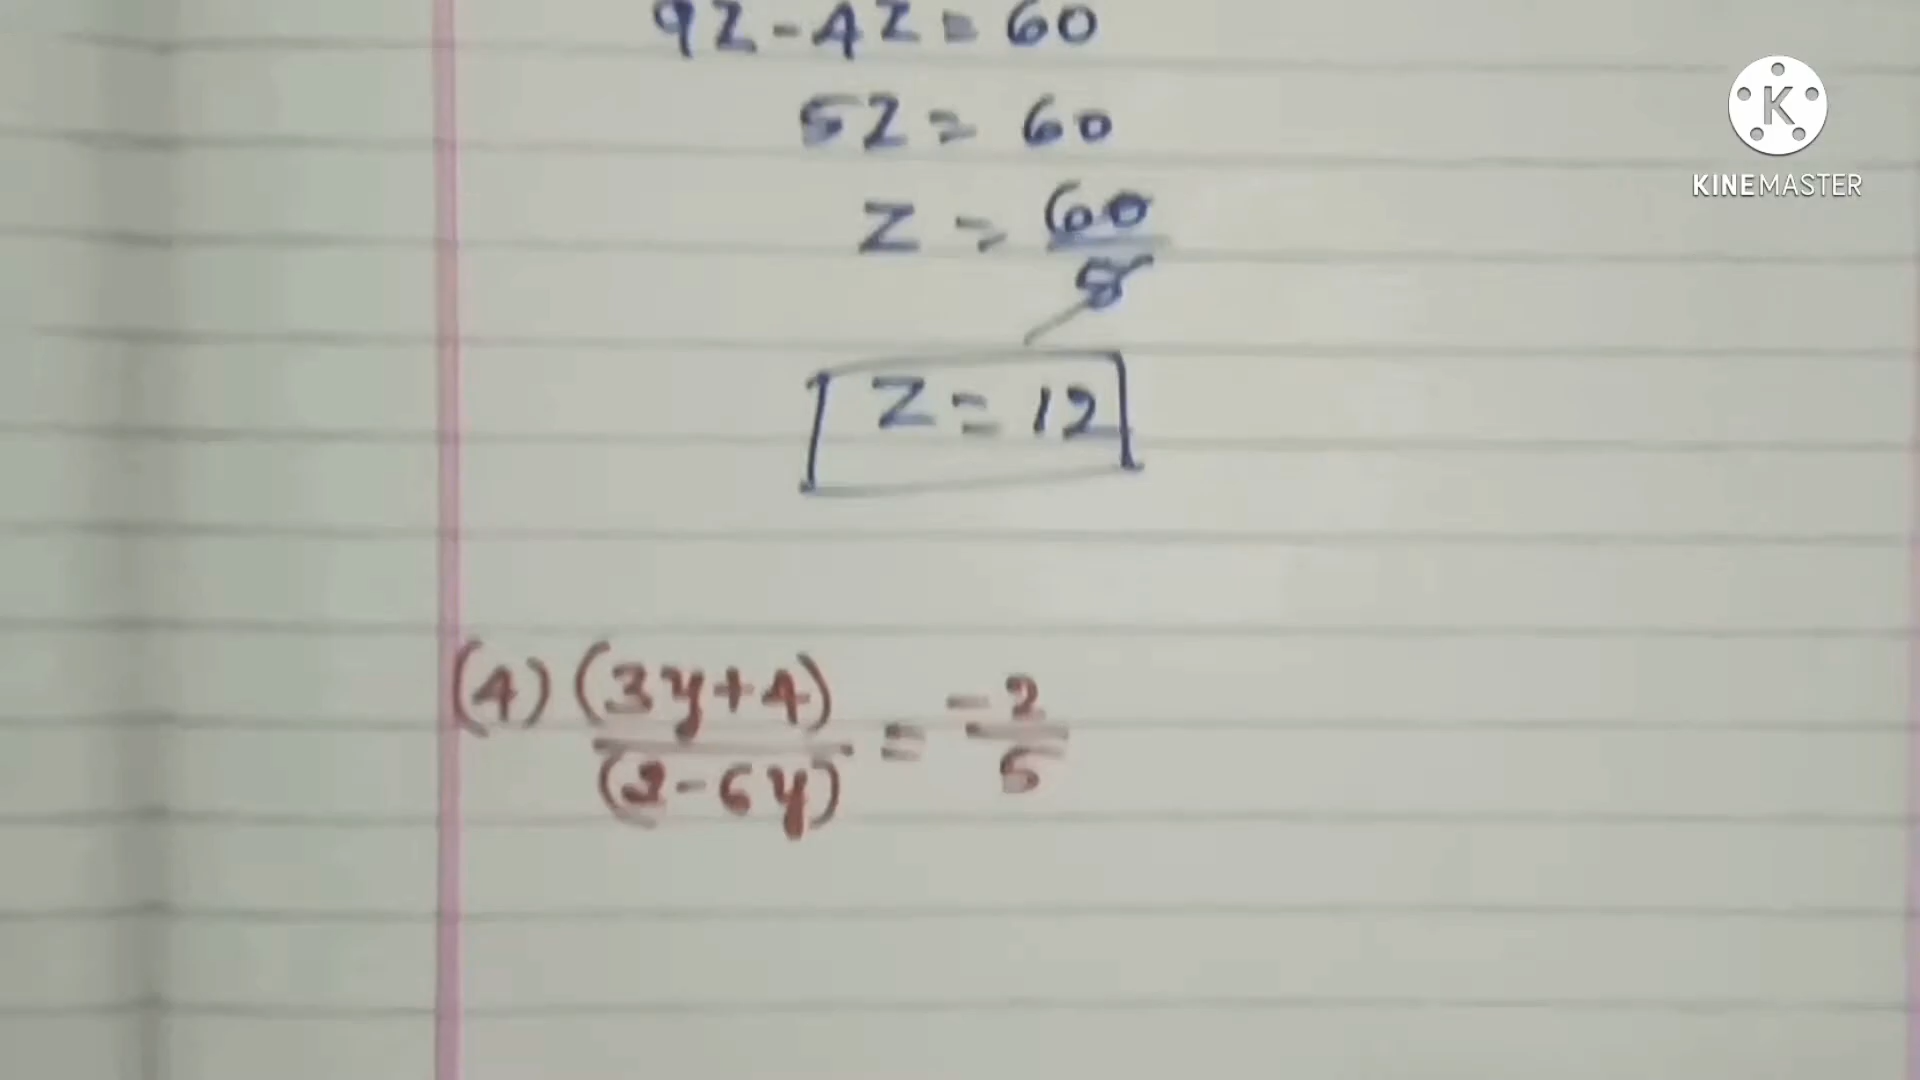 9Z - 4Z = 60
5Z = 60
Z = 60/5
Z = 12
(4) (3y+4)/(2-6y) = -2/5
K
KINEMASTER